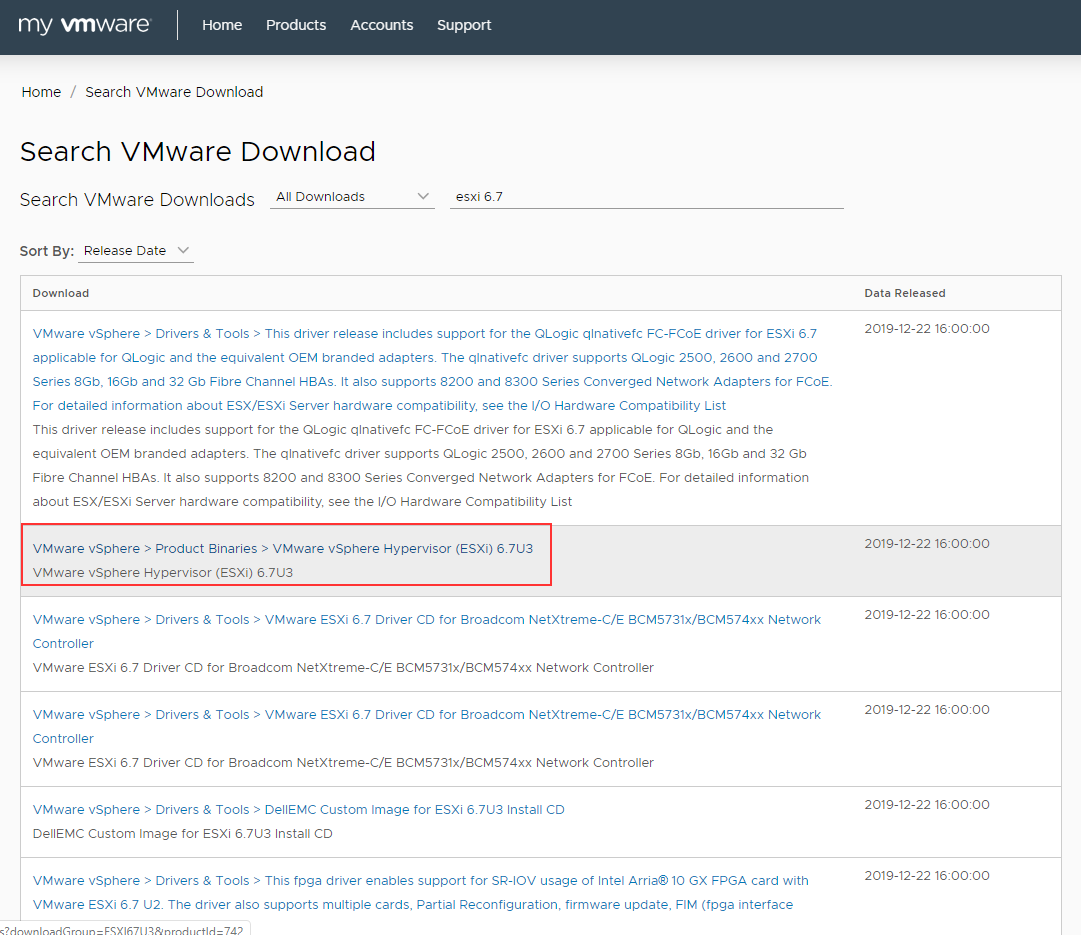 my vmware
Home Products Accounts Support
Home / Search VMware Download
Search VMware Download
Search VMware Downloads All Downloads esxi 6.7
Sort By: Release Date
Download Data Released
VMware vSphere > Drivers & Tools > This driver release includes support for the QLogic qlnativefc FC-FCoE driver for ESXi 6.7 2019-12-22 16:00:00
applicable for QLogic and the equivalent OEM branded adapters. The qlnativefc driver supports QLogic 2500, 2600 and 2700
Series 8Gb, 16Gb and 32 Gb Fibre Channel HBAs. It also supports 8200 and 8300 Series Converged Network Adapters for FCoE.
For detailed information about ESX/ESXi Server hardware compatibility, see the I/O Hardware Compatibility List
This driver release includes support for the QLogic qlnativefc FC-FCoE driver for ESXi 6.7 applicable for QLogic and the
equivalent OEM branded adapters. The qlnativefc driver supports QLogic 2500, 2600 and 2700 Series 8Gb, 16Gb and 32 Gb
Fibre Channel HBAs. It also supports 8200 and 8300 Series Converged Network Adapters for FCoE. For detailed information
about ESX/ESXi Server hardware compatibility, see the I/O Hardware Compatibility List
VMware vSphere > Product Binaries > VMware vSphere Hypervisor (ESXi) 6.7U3 2019-12-22 16:00:00
VMware vSphere Hypervisor (ESXi) 6.7U3
VMware vSphere > Drivers & Tools > VMware ESXi 6.7 Driver CD for Broadcom NetXtreme-C/E BCM5731x/BCM574xx Network 2019-12-22 16:00:00
Controller
VMware ESXi 6.7 Driver CD for Broadcom NetXtreme-C/E BCM5731x/BCM574xx Network Controller
VMware vSphere > Drivers & Tools > VMware ESXi 6.7 Driver CD for Broadcom NetXtreme-C/E BCM5731x/BCM574xx Network 2019-12-22 16:00:00
Controller
VMware ESXi 6.7 Driver CD for Broadcom NetXtreme-C/E BCM5731x/BCM574xx Network Controller
VMware vSphere > Drivers & Tools > DellEMC Custom Image for ESXi 6.7U3 Install CD 2019-12-22 16:00:00
DellEMC Custom Image for ESXi 6.7U3 Install CD
VMware vSphere > Drivers & Tools > This fpga driver enables support for SR-IOV usage of Intel Arria® 10 GX FPGA card with 2019-12-22 16:00:00
VMware ESXi 6.7 U2. The driver also supports multiple cards, Partial Reconfiguration, firmware update, FIM (fpga interface
s?downloadGroup=ESXI67U3&productId=742